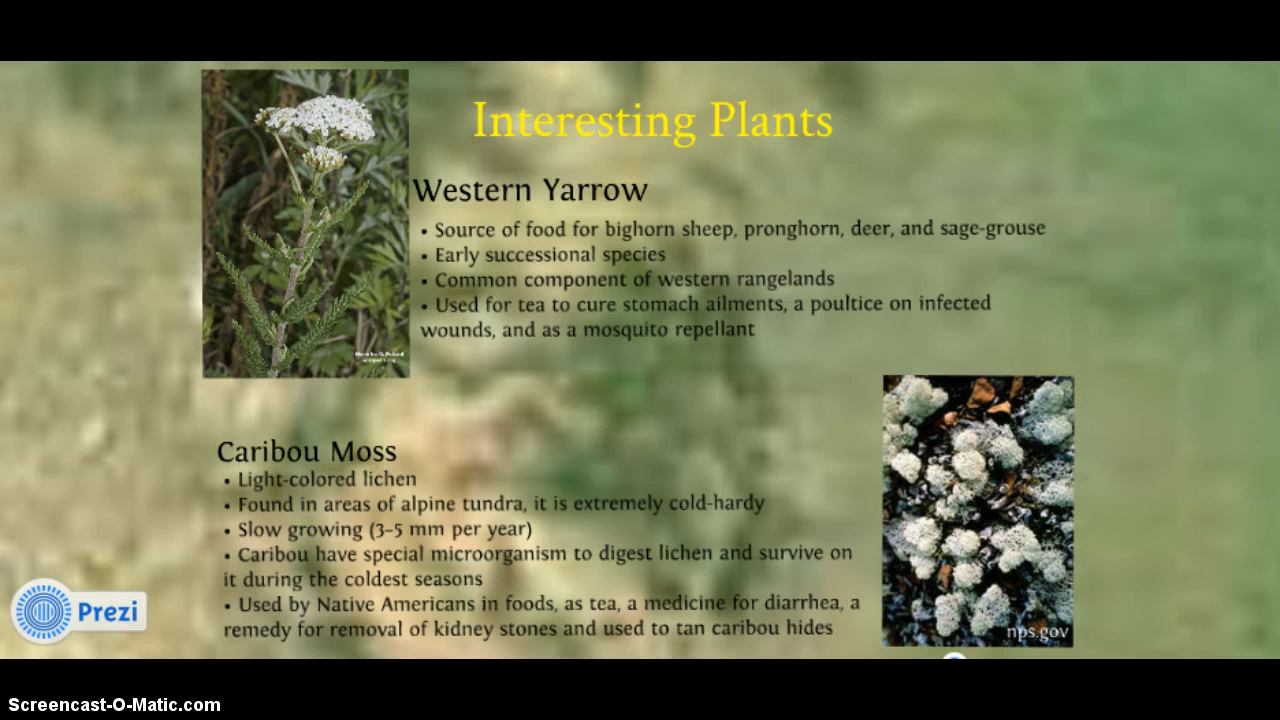 Interesting Plants
Western Yarrow
• Source of food for bighorn sheep, pronghorn, deer, and sage-grouse
• Early successional species
• Common component of western rangelands
• Used for tea to cure stomach ailments, a poultice on infected
wounds, and as a mosquito repellant
Caribou Moss
• Light-colored lichen
• Found in areas of alpine tundra, it is extremely cold-hardy
• Slow growing (3-5 mm per year)
• Caribou have special microorganism to digest lichen and survive on
it during the coldest seasons
• Used by Native Americans in foods, as tea, a medicine for diarrhea, a
remedy for removal of kidney stones and used to tan caribou hides
nps.gov
Prezi
Screencast-O-Matic.com